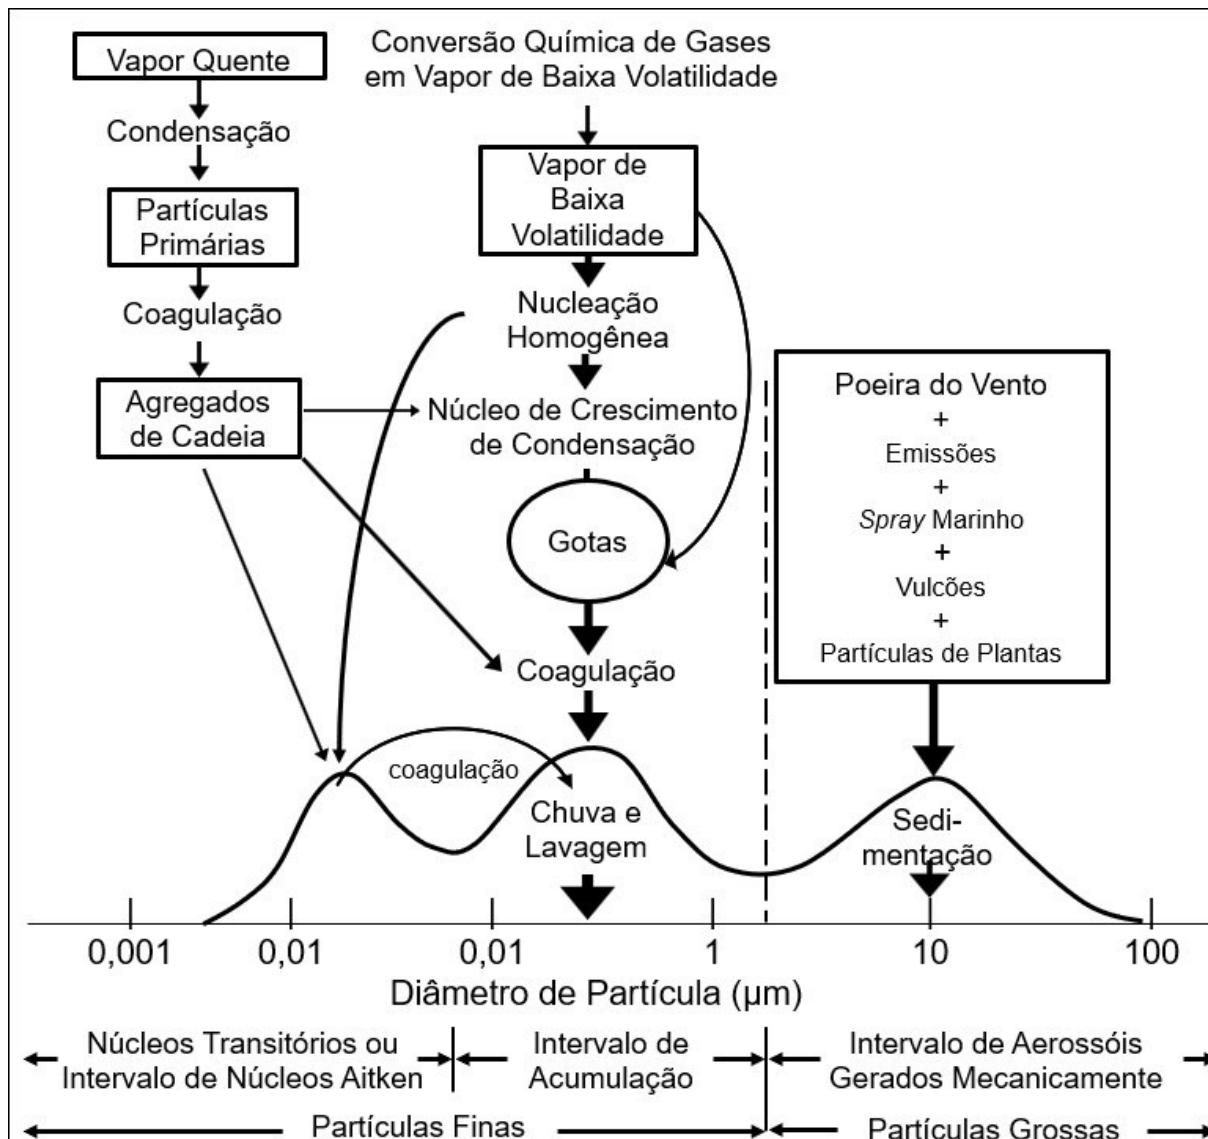 Vapor Quente
Condensação
Partículas
Primárias
Coagulação
Agregados
de Cadeia
Conversão Química de Gases
em Vapor de Baixa Volatilidade
Vapor de
Baixa
Volatilidade
Nucleação
Homogênea
Núcleo de Crescimento
de Condensação
Gotas
Coagulação
Poeira do Vento
+
Emissões
+
Spray Marinho
+
Vulcões
+
Partículas de Plantas
coagulação
Chuva e
Lavagem
Sedi-
mentação
0,001 0,01 0,01 1 10 100
Diâmetro de Partícula (μm)
Núcleos Transitórios ou
Intervalo de Núcleos Aitken
Intervalo de
Acumulação
Intervalo de Aerossóis
Gerados Mecanicamente
Partículas Finas
Partículas Grossas